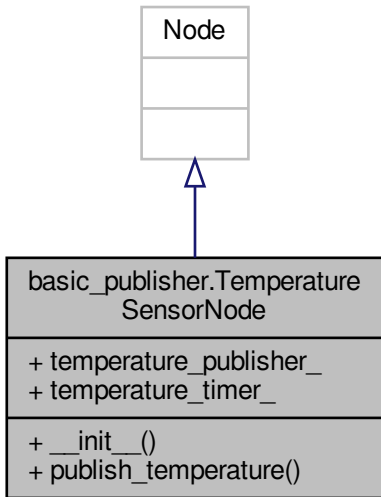 Node
basic_publisher.Temperature
SensorNode
+ temperature_publisher_
+ temperature_timer_
+ __init__()
+ publish_temperature()